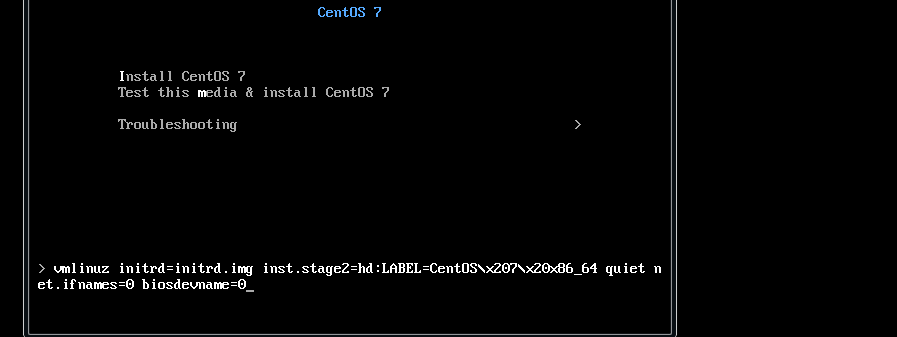 CentOS 7
Install CentOS 7
Test this media & install CentOS 7
Troubleshooting >
> vmlinuz initrd=initrd.img inst.stage2=hd:LABEL=CentOS\x207\x20x86_64 quiet n
et.ifnames=0 biosdevname=0_